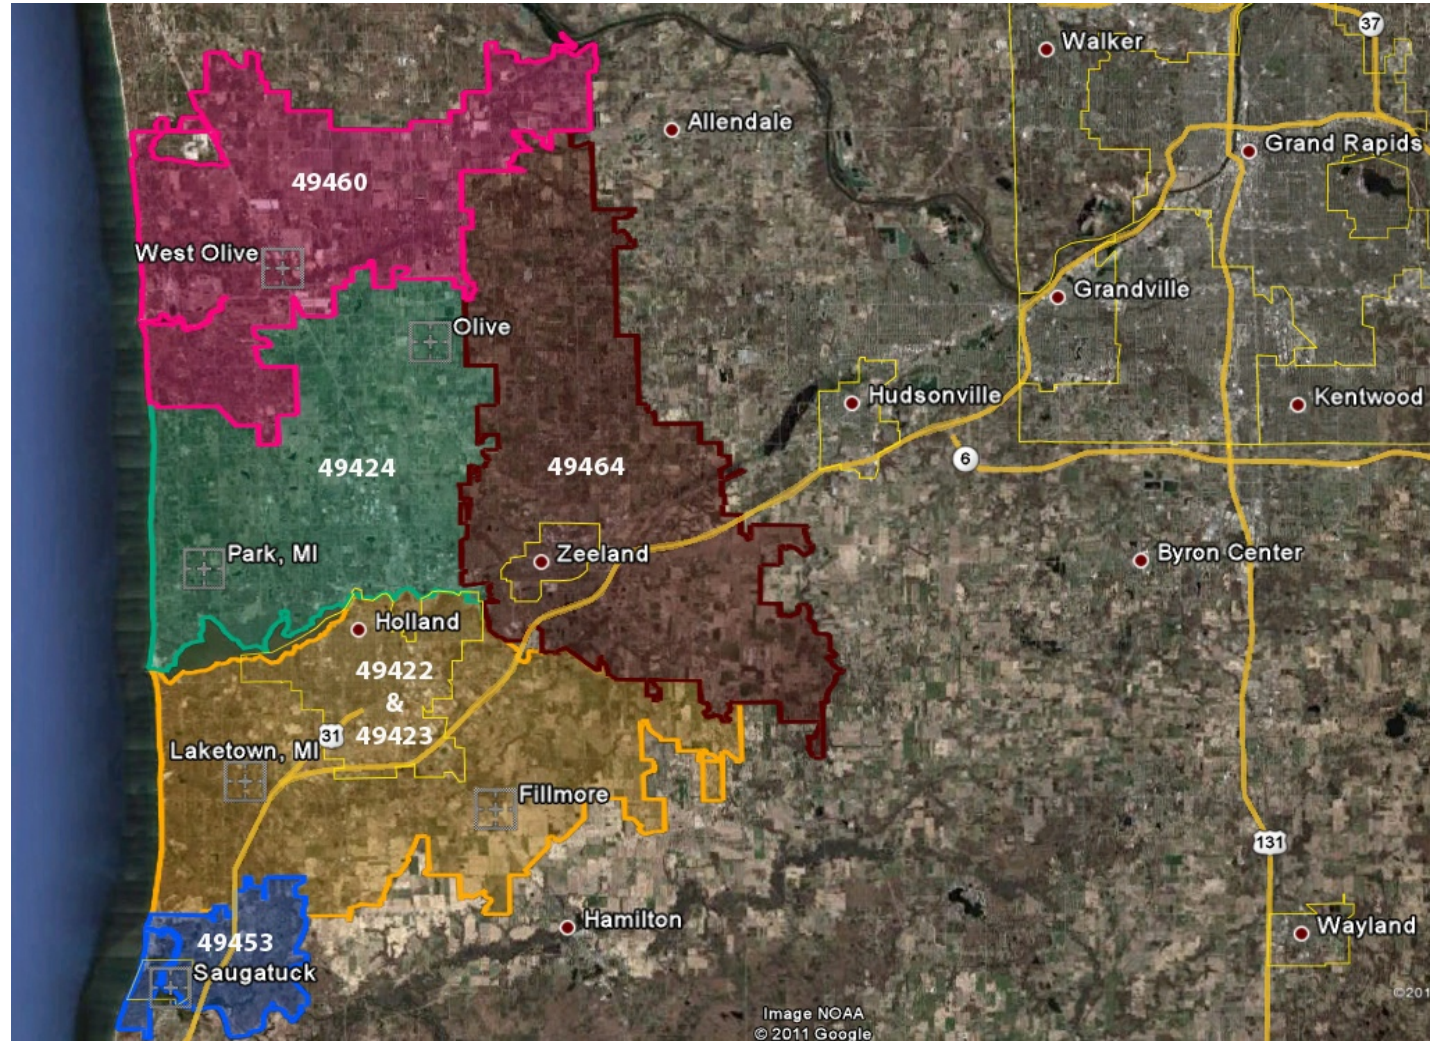 37
Walker
Allendale
Grand Rapids
49460
West Olive
Grandville
Olive
Hudsonville
Kentwood
49424
49464
6
Park, MI
Zeeland
Byron Center
Holland
49422
&
49423
31
Laketown, MI
Fillmore
131
Hamilton
Wayland
49453
Saugatuck
Image NOAA
© 2011 Google
©201